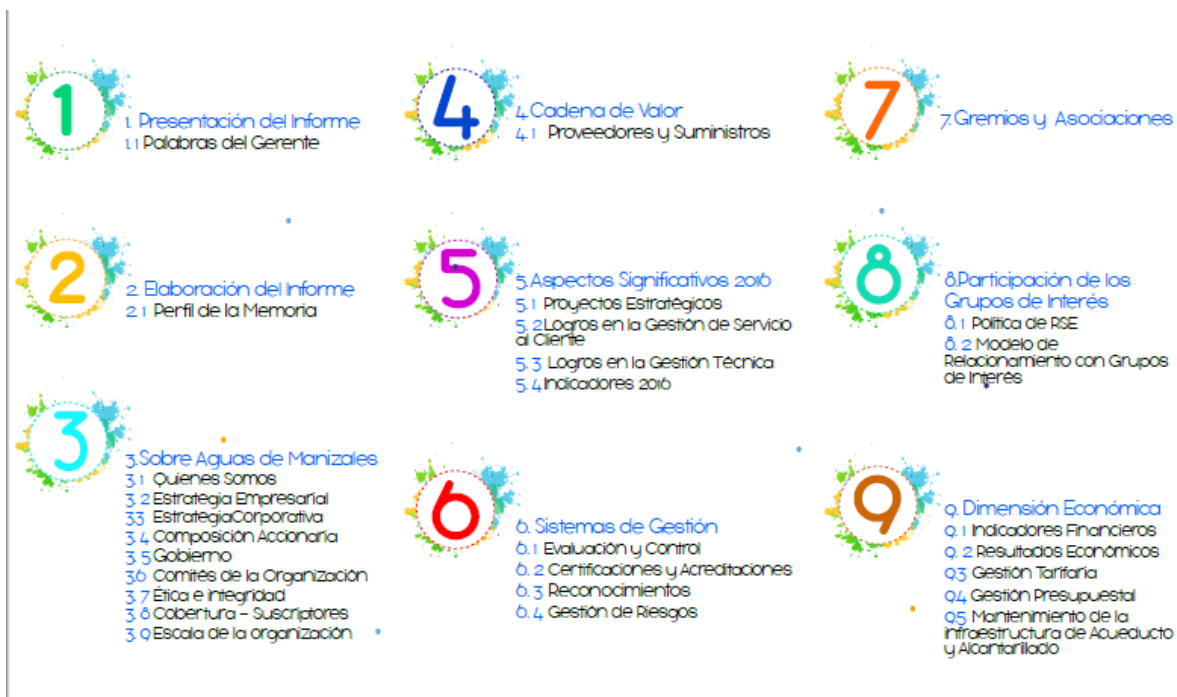 1
1. Presentación del Informe
1.1 Palabras del Gerente
2
2. Elaboración del Informe
2.1 Perfil de la Memoria
3
3.Sobre Aguas de Manizales
3.1 Quienes Somos
3.2 Estrategia Empresarial
3.3 EstrategiaCorporativa
3.4 Composición Accionaria
3.5 Gobierno
3.6 Comités de la Organización
3.7 Ética e integridad
3.8 Cobertura – Suscriptores
3.9 Escala de la organización
4
4.Cadena de Valor
4.1 Proveedores y Suministros
5
5.Aspectos Significativos 2016
5.1 Proyectos Estratégicos
5.2Logros en la Gestión de Servicio
al Cliente
5.3 Logros en la Gestión Técnica
5.4Indicadores 2016
6
6. Sistemas de Gestión
6.1 Evaluación y Control
6.2 Certificaciones y Acreditaciones
6.3 Reconocimientos
6.4 Gestión de Riesgos
7
7.Gremios y Asociaciones
8
8.Participación de los
Grupos de Interés
8.1 Política de RSE
8.2 Modelo de
Relacionamiento con Grupos
de Interés
9
9. Dimensión Económica
9.1 Indicadores Financieros
9.2 Resultados Económicos
9.3 Gestión Tarifaria
9.4 Gestión Presupuestal
9.5 Mantenimiento de la
infraestructura de Acueducto
y Alcantarillado